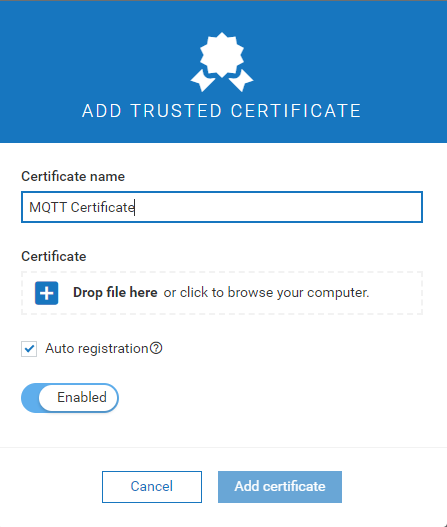 ADD TRUSTED CERTIFICATE
Certificate name
MQTT Certificate
Certificate
Drop file here or click to browse your computer.
Auto registration
Enabled
Cancel
Add certificate